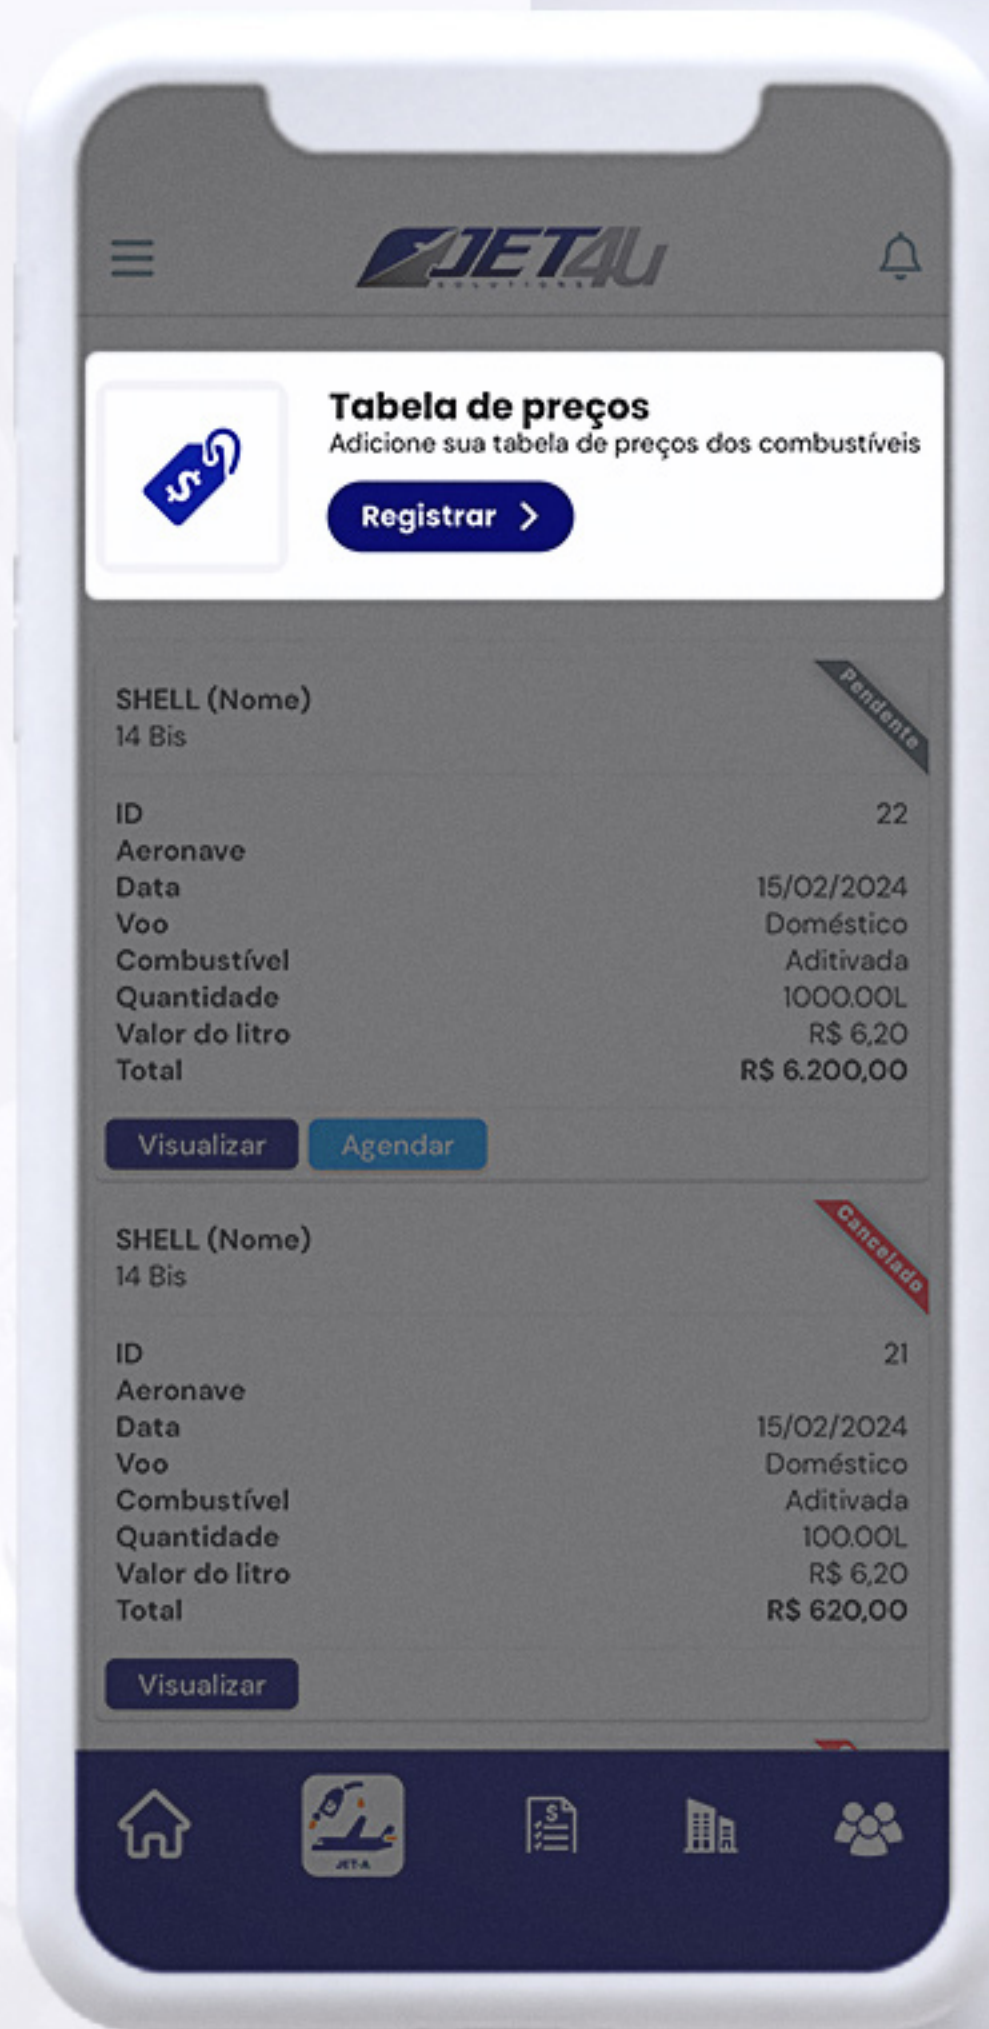 JET4U
SOLUTIONS
Tabela de preços
Adicione sua tabela de preços dos combustíveis
Registrar
SHELL (Nome)
Pendente
14 Bis
ID 22
Aeronave
Data 15/02/2024
Voo Doméstico
Combustível Aditivada
Quantidade 1000.00L
Valor do litro R$ 6,20
Total R$ 6.200,00
Visualizar Agendar
SHELL (Nome)
Cancelado
14 Bis
ID 21
Aeronave
Data 15/02/2024
Voo Doméstico
Combustível Aditivada
Quantidade 100.00L
Valor do litro R$ 6,20
Total R$ 620,00
Visualizar
JET-A